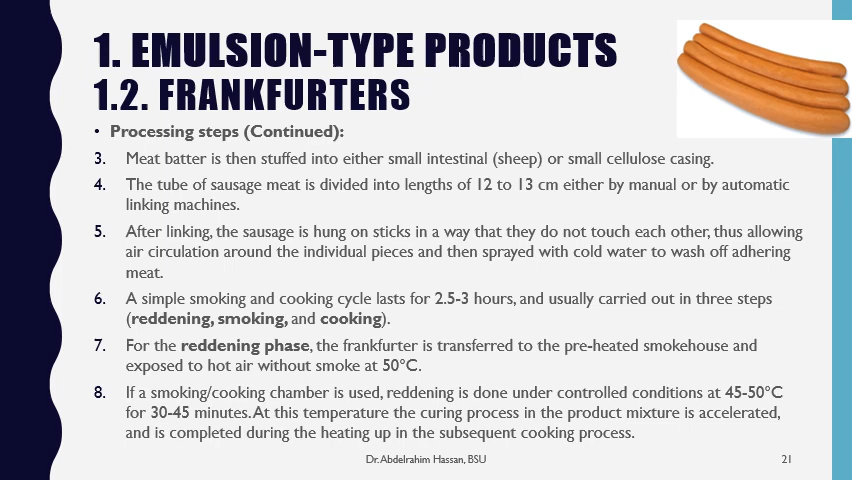 1. EMULSION-TYPE PRODUCTS
1.2. FRANKFURTERS
• Processing steps (Continued):
3. Meat batter is then stuffed into either small intestinal (sheep) or small cellulose casing.
4. The tube of sausage meat is divided into lengths of 12 to 13 cm either by manual or by automatic
linking machines.
5. After linking, the sausage is hung on sticks in a way that they do not touch each other, thus allowing
air circulation around the individual pieces and then sprayed with cold water to wash off adhering
meat.
6. A simple smoking and cooking cycle lasts for 2.5-3 hours, and usually carried out in three steps
(reddening, smoking, and cooking).
7. For the reddening phase, the frankfurter is transferred to the pre-heated smokehouse and
exposed to hot air without smoke at 50°C.
8. If a smoking/cooking chamber is used, reddening is done under controlled conditions at 45-50°C
for 30-45 minutes. At this temperature the curing process in the product mixture is accelerated,
and is completed during the heating up in the subsequent cooking process.
Dr. Abdelrahim Hassan, BSU
21